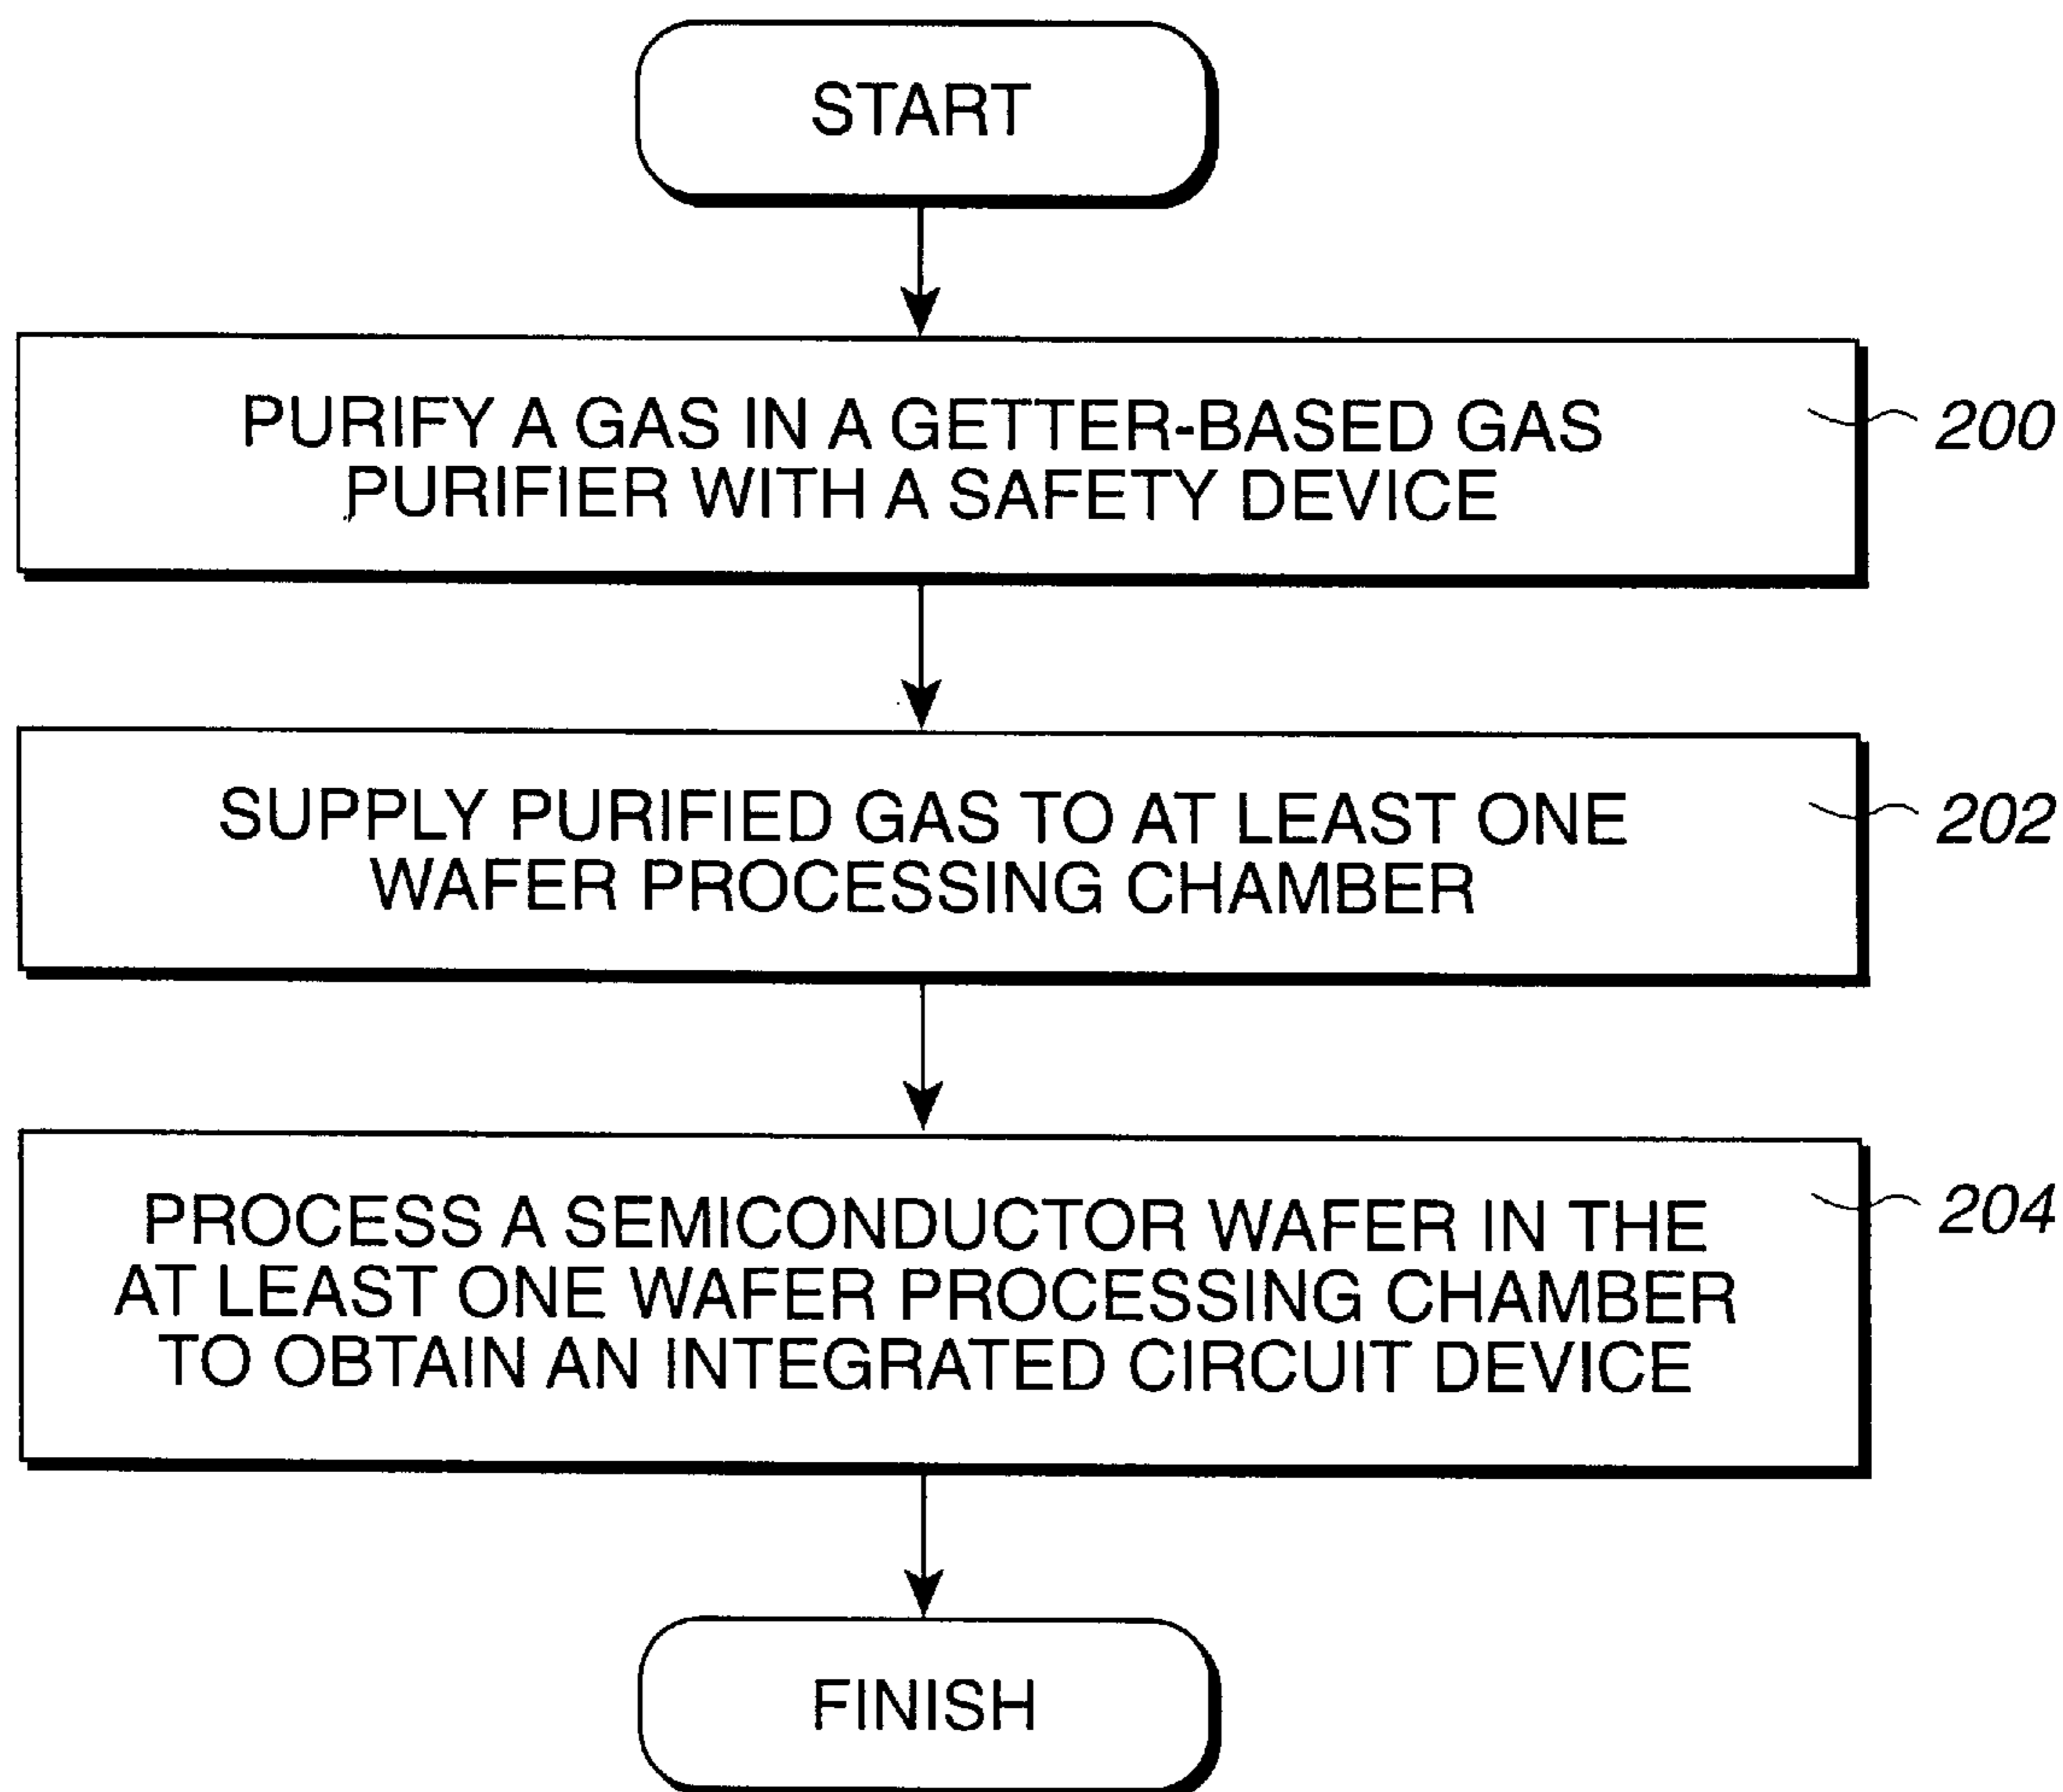 START
PURIFY A GAS IN A GETTER-BASED GAS
PURIFIER WITH A SAFETY DEVICE
200
SUPPLY PURIFIED GAS TO AT LEAST ONE
WAFER PROCESSING CHAMBER
202
PROCESS A SEMICONDUCTOR WAFER IN THE
AT LEAST ONE WAFER PROCESSING CHAMBER
TO OBTAIN AN INTEGRATED CIRCUIT DEVICE
204
FINISH